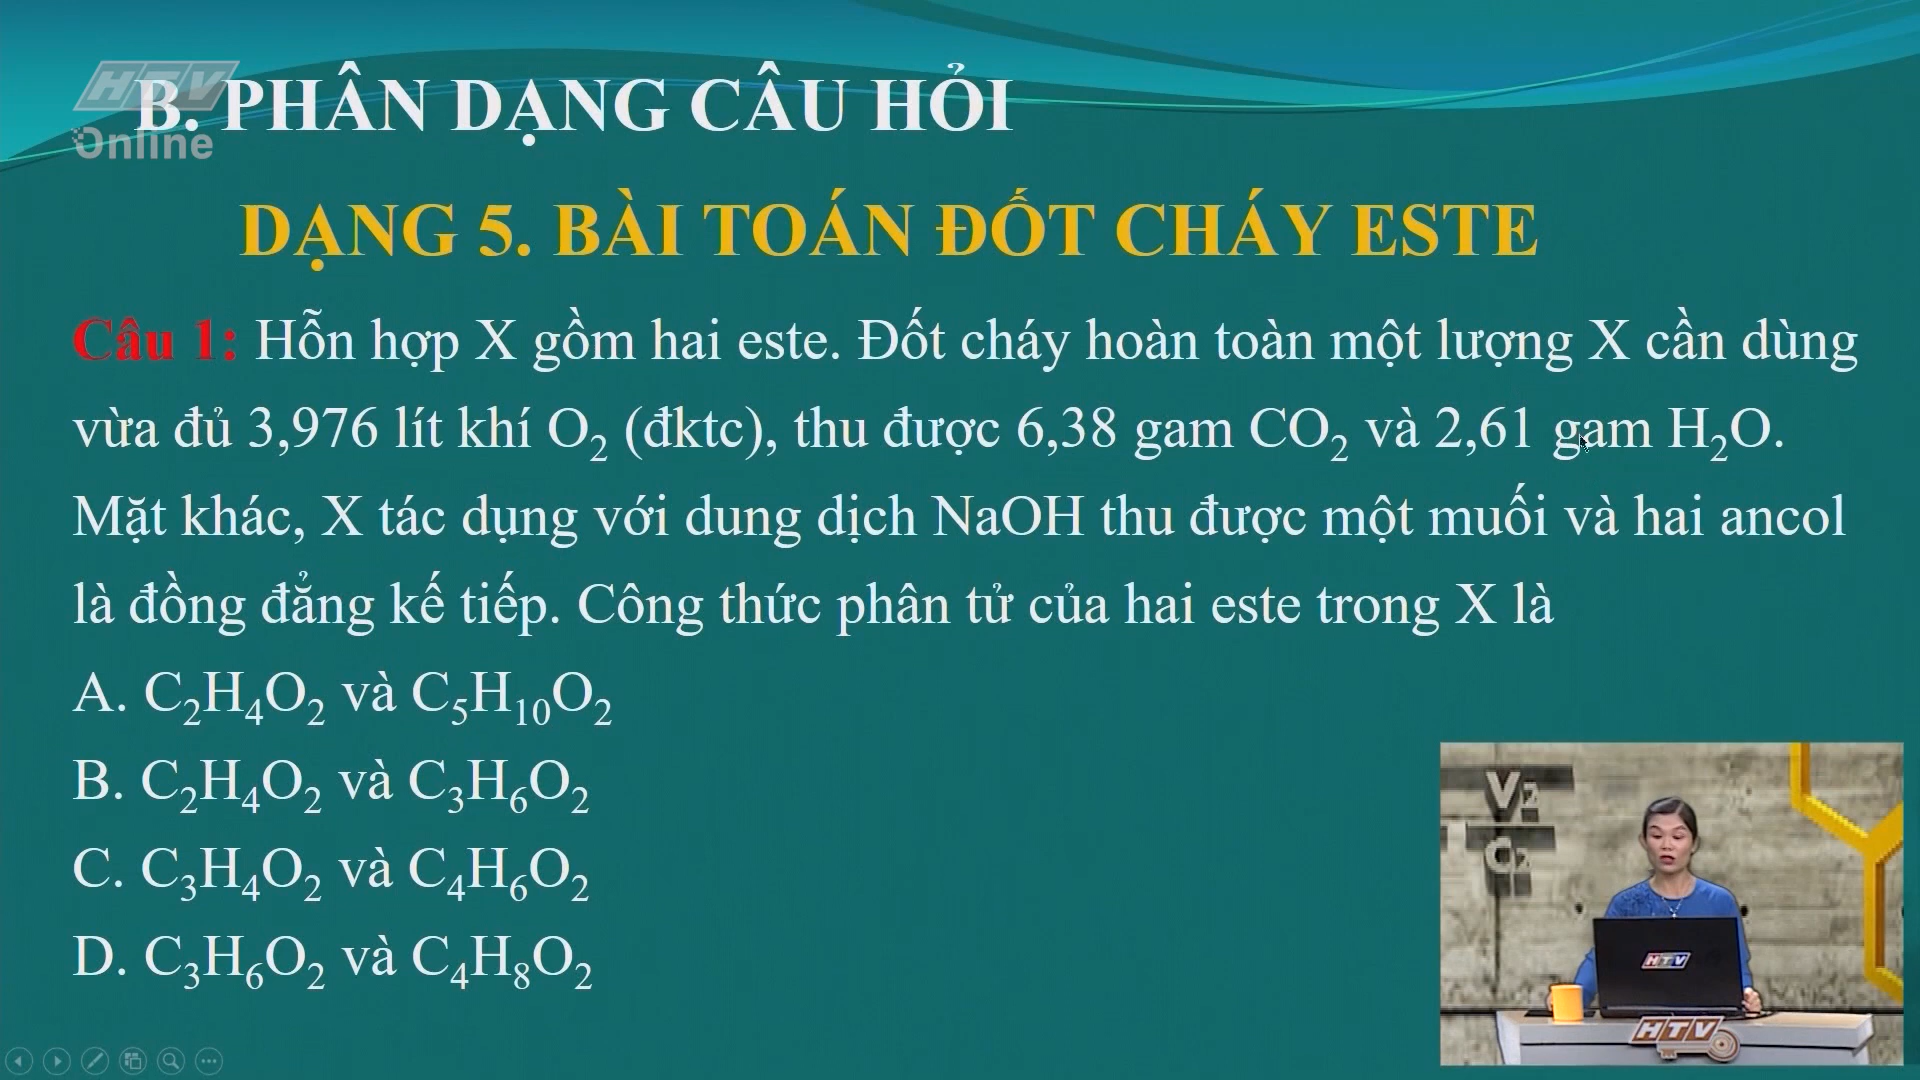 HTV
Online
B. PHÂN DẠNG CÂU HỎI
DẠNG 5. BÀI TOÁN ĐỐT CHÁY ESTE
Câu 1: Hỗn hợp X gồm hai este. Đốt cháy hoàn toàn một lượng X cần dùng
vừa đủ 3,976 lít khí O₂ (đktc), thu được 6,38 gam CO₂ và 2,61 gam H₂O.
Mặt khác, X tác dụng với dung dịch NaOH thu được một muối và hai ancol
là đồng đẳng kế tiếp. Công thức phân tử của hai este trong X là
A. C₂H₄O₂ và C₅H₁₀O₂
B. C₂H₄O₂ và C₃H₆O₂
C. C₃H₄O₂ và C₄H₆O₂
D. C₃H₆O₂ và C₄H₈O₂
V2
C2
HTV
HTV